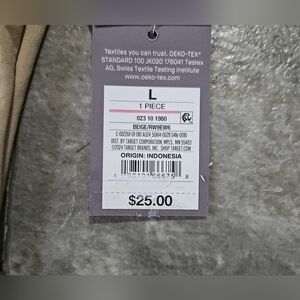 Textiles you can trust. OEKO-TEX®
STANDARD 100 JK020 176041 Testex
AG, Swiss Textile Testing Institute
www.oeko-tex.com
L
1 PIECE
023 10 1980
BEIGE/RW9EW6
DIST. BY TARGET CORPORATION, MPLS, MN 55403
©2024 TARGET BRANDS, INC. SHOP TARGET.COM
ORIGIN: INDONESIA
$25.00